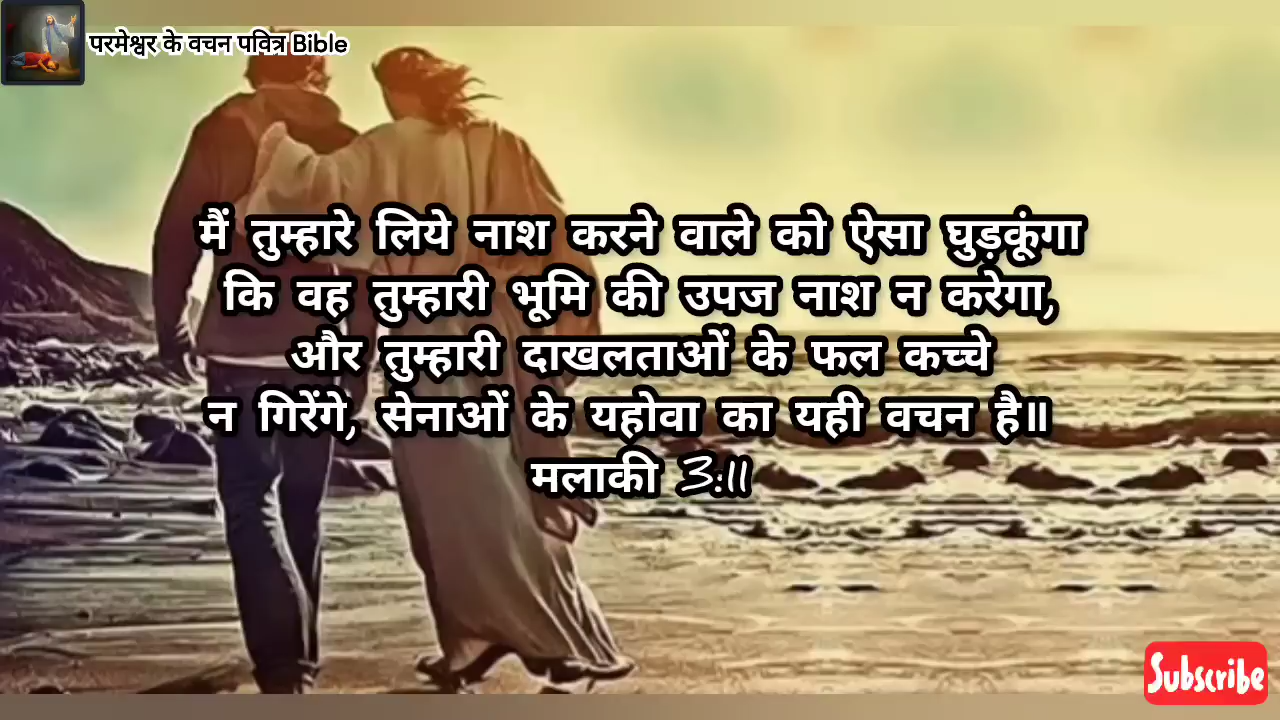 परमेश्वर के वचन पवित्र Bible
मैं तुम्हारे लिये नाश करने वाले को ऐसा घुड़कूंगा
कि वह तुम्हारी भूमि की उपज नाश न करेगा,
और तुम्हारी दाखलताओं के फल कच्चे
न गिरेंगे, सेनाओं के यहोवा का यही वचन है॥
मलाकी 3:11
Subscribe